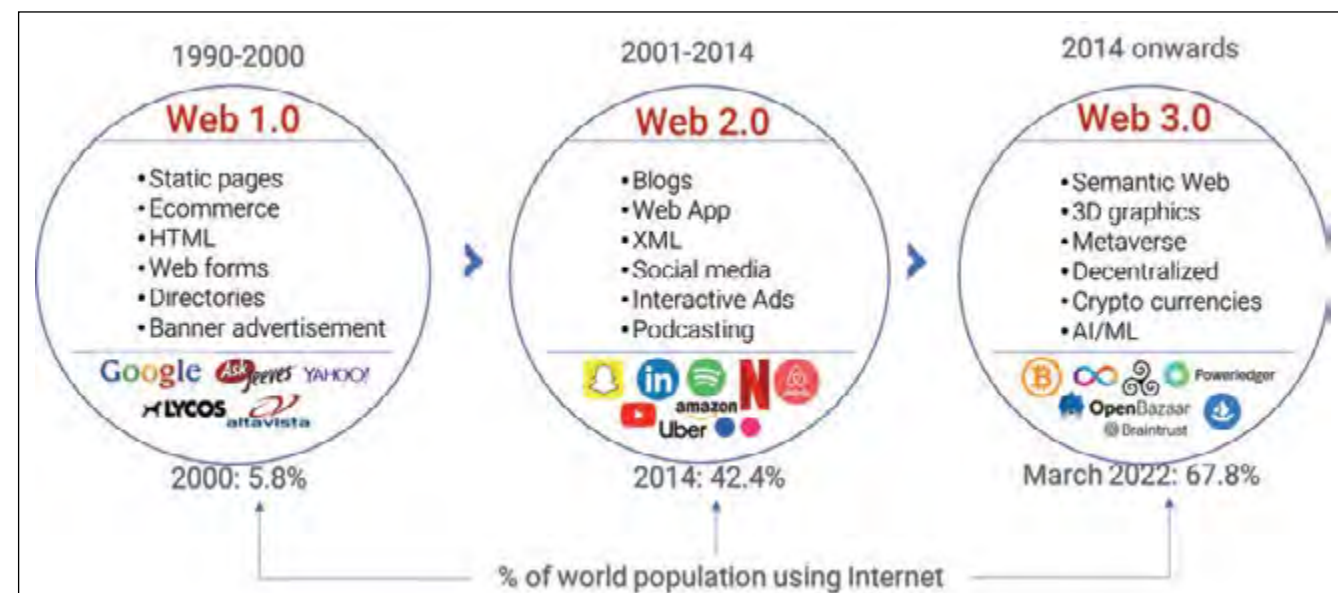 1990-2000
Web 1.0
•Static pages
•Ecommerce
•HTML
•Web forms
•Directories
•Banner advertisement
Google Ask Jeeves YAHOO!
LYCOS altavista
2000: 5.8%
2001-2014
Web 2.0
•Blogs
•Web App
•XML
•Social media
•Interactive Ads
•Podcasting
in N
amazon
Uber
2014: 42.4%
2014 onwards
Web 3.0
•Semantic Web
•3D graphics
•Metaverse
•Decentralized
•Crypto currencies
•AI/ML
B Powerledger
OpenBazaar
Braintrust
March 2022: 67.8%
% of world population using Internet